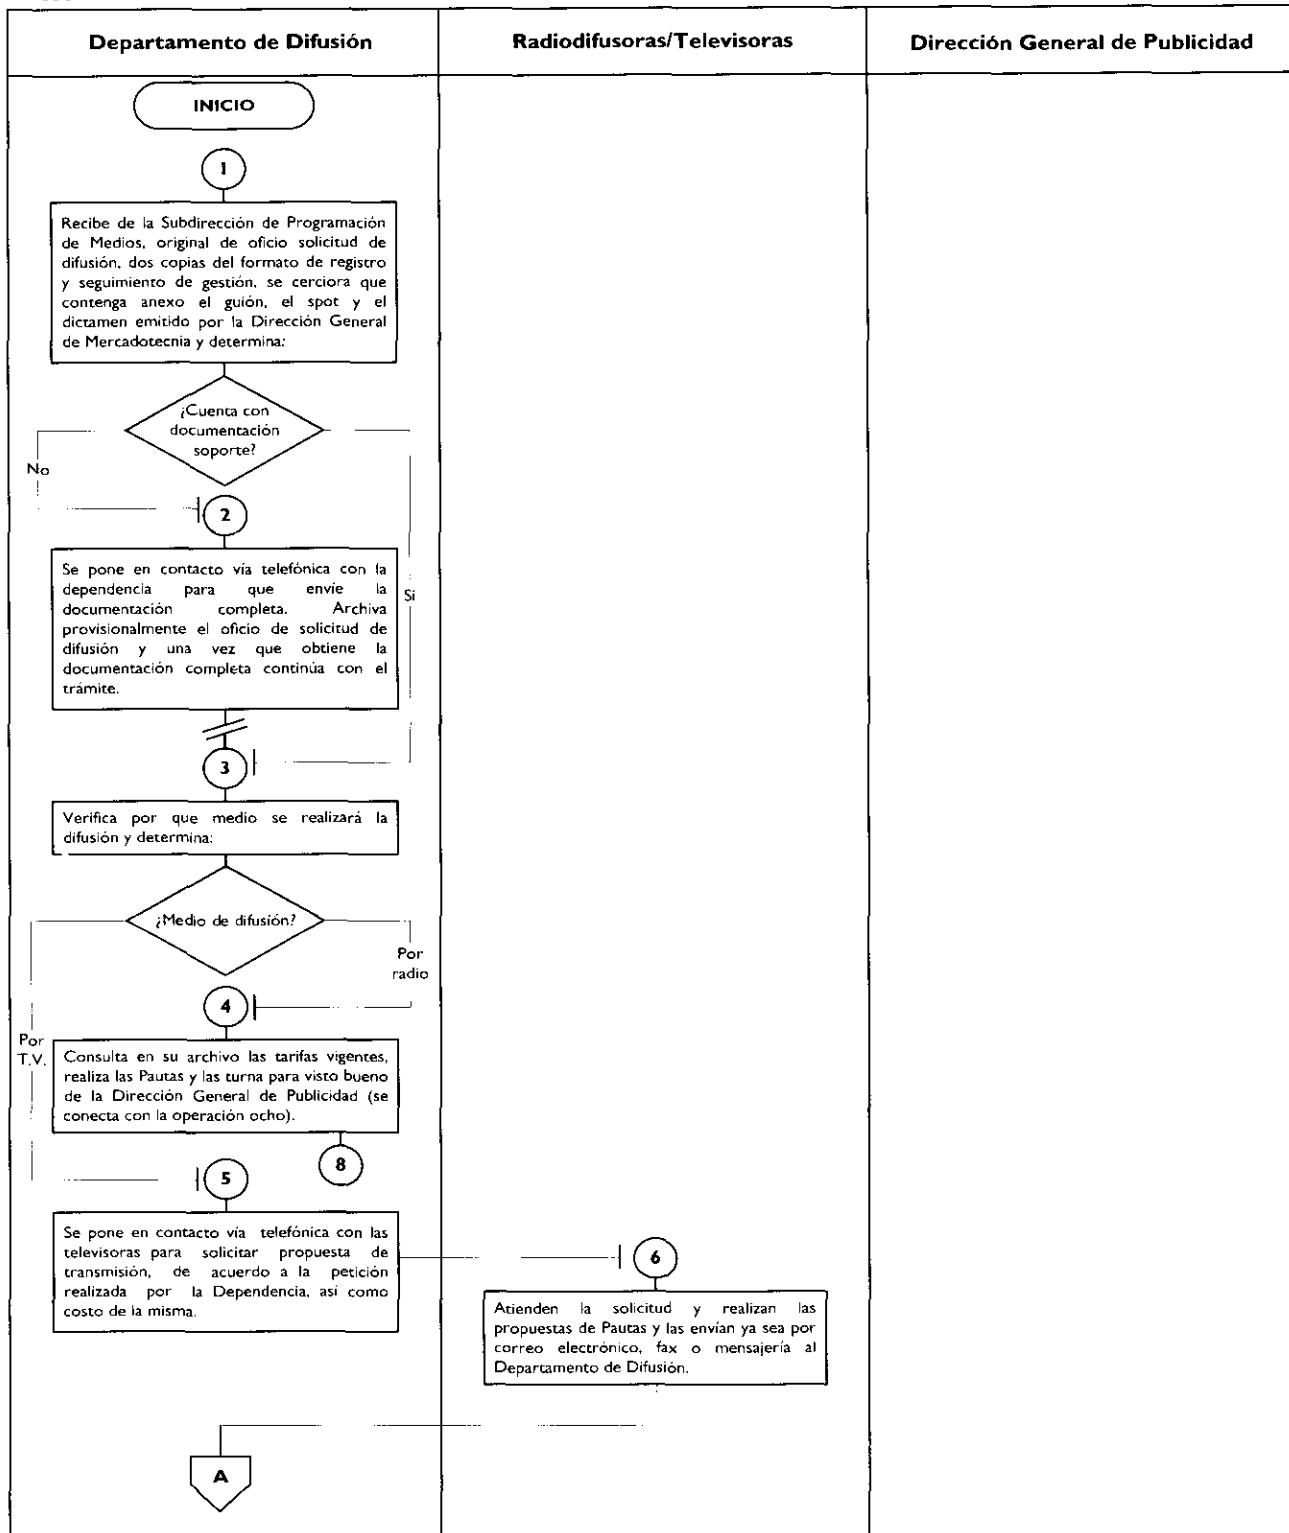 Departamento de Difusión
Radiodifusoras/Televisoras
Dirección General de Publicidad
INICIO
1
Recibe de la Subdirección de Programación
de Medios, original de oficio solicitud de
difusión, dos copias del formato de registro
y seguimiento de gestión, se cerciora que
contenga anexo el guión, el spot y el
dictamen emitido por la Dirección General
de Mercadotecnia y determina:
¿Cuenta con
documentación
soporte?
No
Si
2
Se pone en contacto vía telefónica con la
dependencia para que envíe la
documentación completa. Archiva
provisionalmente el oficio de solicitud de
difusión y una vez que obtiene la
documentación completa continúa con el
trámite.
3
Verifica por que medio se realizará la
difusión y determina:
¿Medio de difusión?
Por
radio
Por
T.V.
4
Consulta en su archivo las tarifas vigentes,
realiza las Pautas y las turna para visto bueno
de la Dirección General de Publicidad (se
conecta con la operación ocho).
8
5
Se pone en contacto vía telefónica con las
televisoras para solicitar propuesta de
transmisión, de acuerdo a la petición
realizada por la Dependencia, así como
costo de la misma.
6
Atienden la solicitud y realizan las
propuestas de Pautas y las envían ya sea por
correo electrónico, fax o mensajería al
Departamento de Difusión.
A